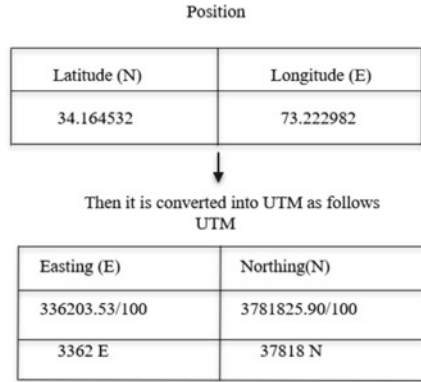 Position
Latitude (N) Longitude (E)
34.164532 73.222982
Then it is converted into UTM as follows
UTM
Easting (E) Northing(N)
336203.53/100 3781825.90/100
3362 E 37818 N